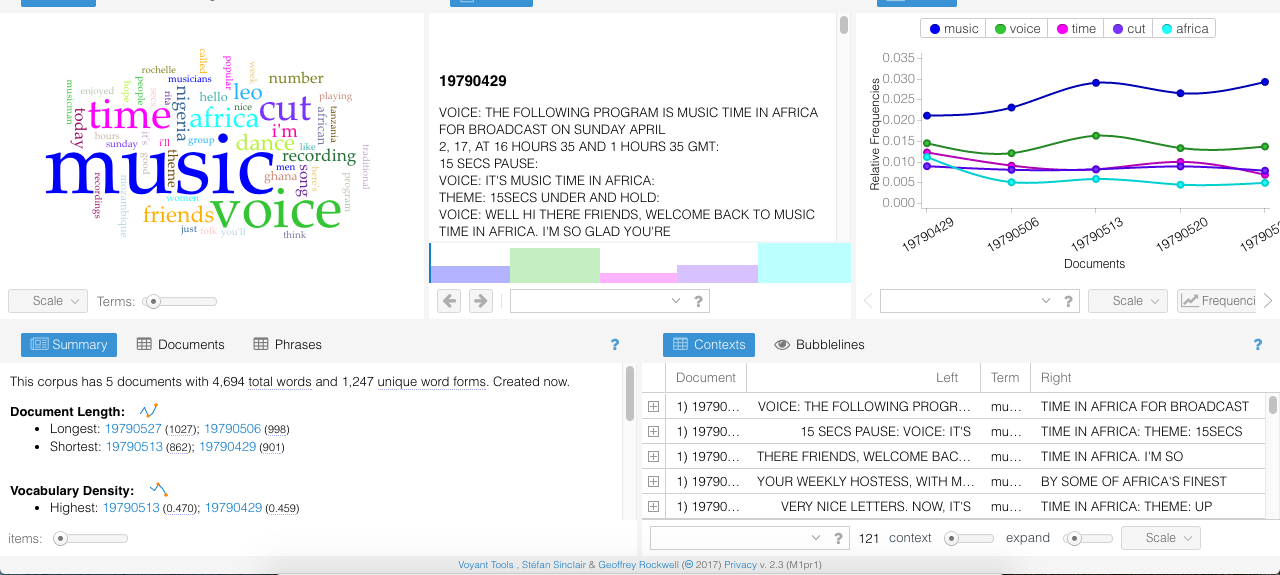 rochelle
called
popular
week
musicians
number
musicman
enjoyed
hope
people
secs
rita
nigeria
hello
leo
nice
playing
time
africa
cut
african
tanzania
today
hours
it's
i'll
group
i'm
sunday
good
theme
dance
like
recording
music
men
traditional
recordings
mozambique
women
ghana
song
here's
program
friends
voice
just
folk
you'll
think
Scale
Terms:
19790429
VOICE: THE FOLLOWING PROGRAM IS MUSIC TIME IN AFRICA
FOR BROADCAST ON SUNDAY APRIL
2, 17, AT 16 HOURS 35 AND 1 HOURS 35 GMT:
15 SECS PAUSE:
VOICE: IT'S MUSIC TIME IN AFRICA:
THEME: 15SECS UNDER AND HOLD:
VOICE: WELL HI THERE FRIENDS, WELCOME BACK TO MUSIC
TIME IN AFRICA. I'M SO GLAD YOU'RE
?
music voice time cut africa
Relative Frequencies
0.035
0.030
0.025
0.020
0.015
0.010
0.005
0.000
19790429 19790506 19790513 19790520 197905
Documents
? Scale Frequenci
Summary Documents Phrases ?
This corpus has 5 documents with 4,694 total words and 1,247 unique word forms. Created now.
Document Length:
• Longest: 19790527 (1027); 19790506 (998)
• Shortest: 19790513 (862); 19790429 (901)
Vocabulary Density:
• Highest: 19790513 (0.470); 19790429 (0.459)
items:
Contexts Bubblelines ?
Document Left Term Right
1) 19790... VOICE: THE FOLLOWING PROGR... mu... TIME IN AFRICA FOR BROADCAST
1) 19790... 15 SECS PAUSE: VOICE: IT'S mu... TIME IN AFRICA: THEME: 15SECS
1) 19790... THERE FRIENDS, WELCOME BAC... mu... TIME IN AFRICA. I'M SO
1) 19790... YOUR WEEKLY HOSTESS, WITH M... mu... BY SOME OF AFRICA'S FINEST
1) 19790... VERY NICE LETTERS. NOW, IT'S mu... TIME IN AFRICA: THEME: UP
? 121 context expand Scale
Voyant Tools , Stéfan Sinclair & Geoffrey Rockwell (© 2017) Privacy v. 2.3 (M1pr1)